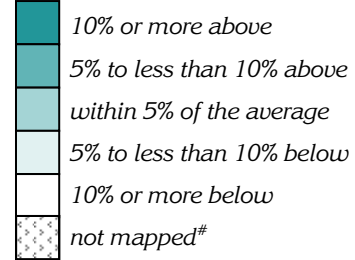 10% or more above
5% to less than 10% above
within 5% of the average
5% to less than 10% below
10% or more below
not mapped#